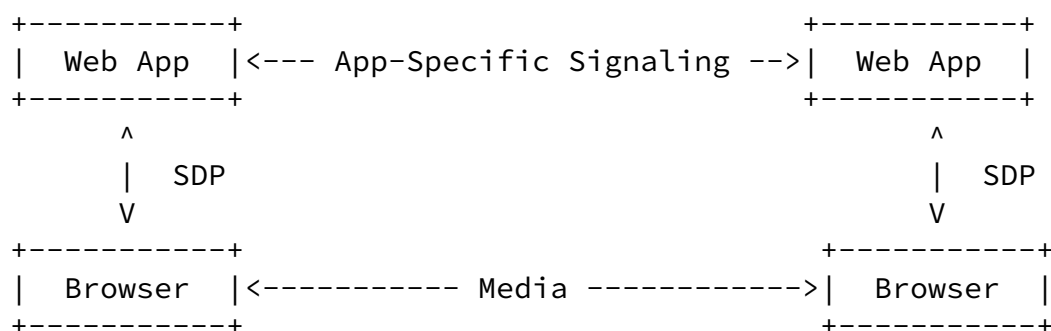 +-----------+                              +-----------+
|  Web App  |<--- App-Specific Signaling -->|  Web App  |
+-----------+                              +-----------+
      ^                                          ^
      |  SDP                                     |  SDP
      V                                          V
+-----------+                               +-----------+
|  Browser  |<----------- Media ------------>|  Browser  |
+-----------+                               +-----------+